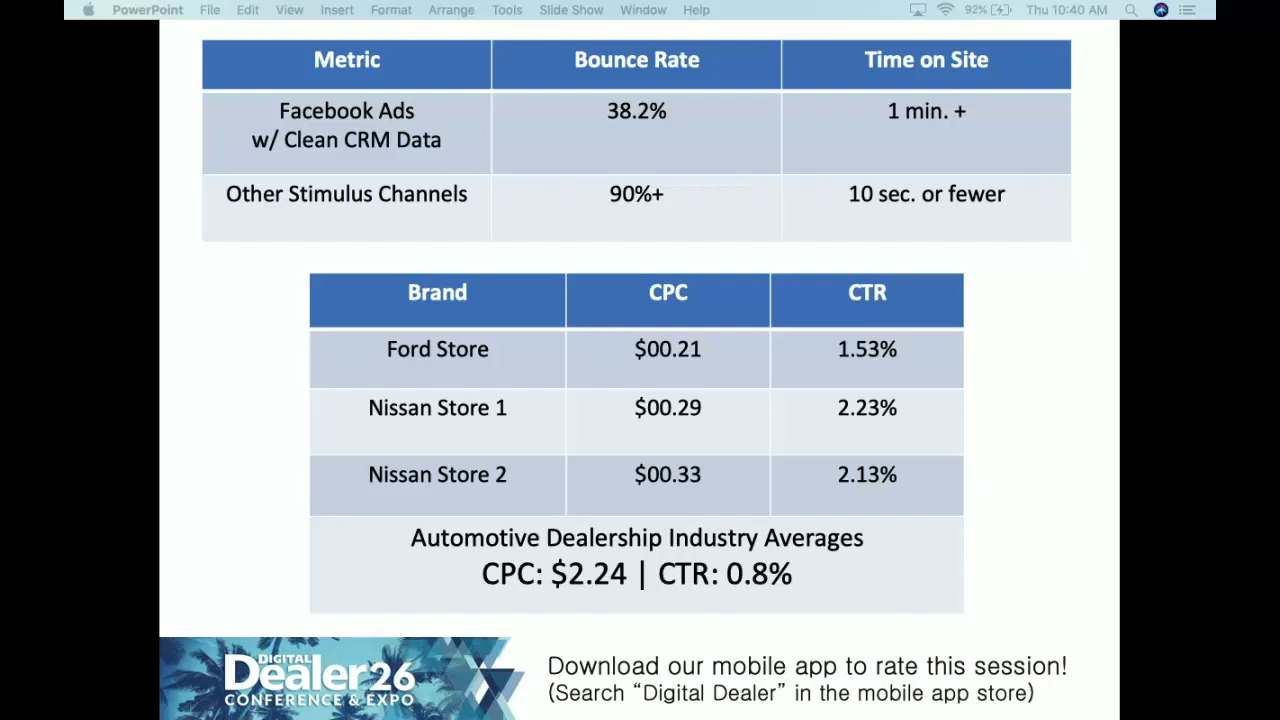 PowerPoint File Edit View Insert Format Arrange Tools Slide Show Window Help 92% Thu 10:40 AM
Metric Bounce Rate Time on Site
Facebook Ads
w/ Clean CRM Data 38.2% 1 min. +
Other Stimulus Channels 90%+ 10 sec. or fewer
Brand CPC CTR
Ford Store $00.21 1.53%
Nissan Store 1 $00.29 2.23%
Nissan Store 2 $00.33 2.13%
Automotive Dealership Industry Averages
CPC: $2.24 | CTR: 0.8%
DIGITAL
Dealer26
CONFERENCE & EXPO
Download our mobile app to rate this session!
(Search “Digital Dealer” in the mobile app store)